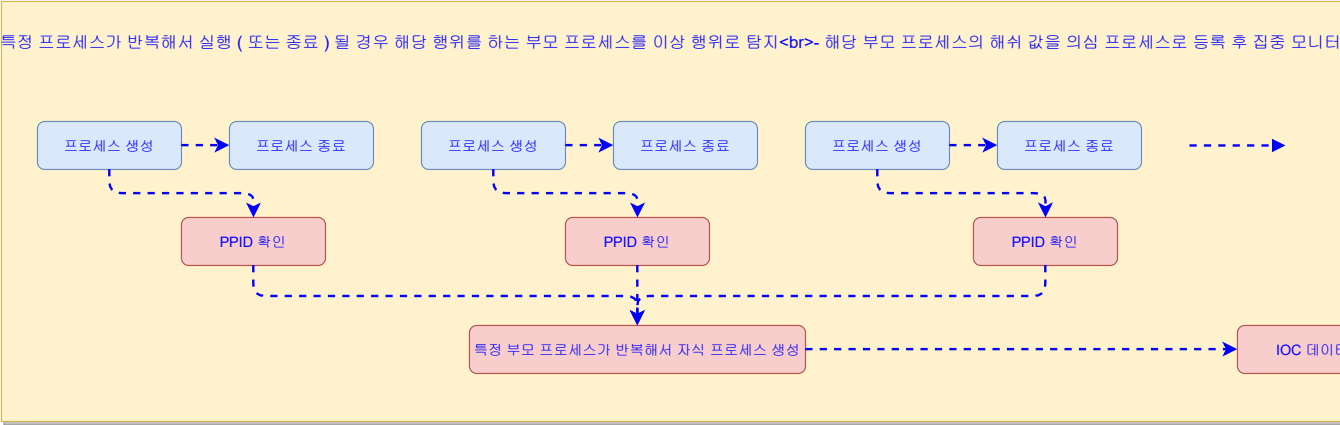 특정 프로세스가 반복해서 실행 ( 또는 종료 ) 될 경우 해당 행위를 하는 부모 프로세스를 이상 행위로 탐지<br>- 해당 부모 프로세스의 해쉬 값을 의심 프로세스로 등록 후 집중 모니터
프로세스 생성
프로세스 종료
프로세스 생성
프로세스 종료
프로세스 생성
프로세스 종료
PPID 확인
PPID 확인
PPID 확인
특정 부모 프로세스가 반복해서 자식 프로세스 생성
IOC